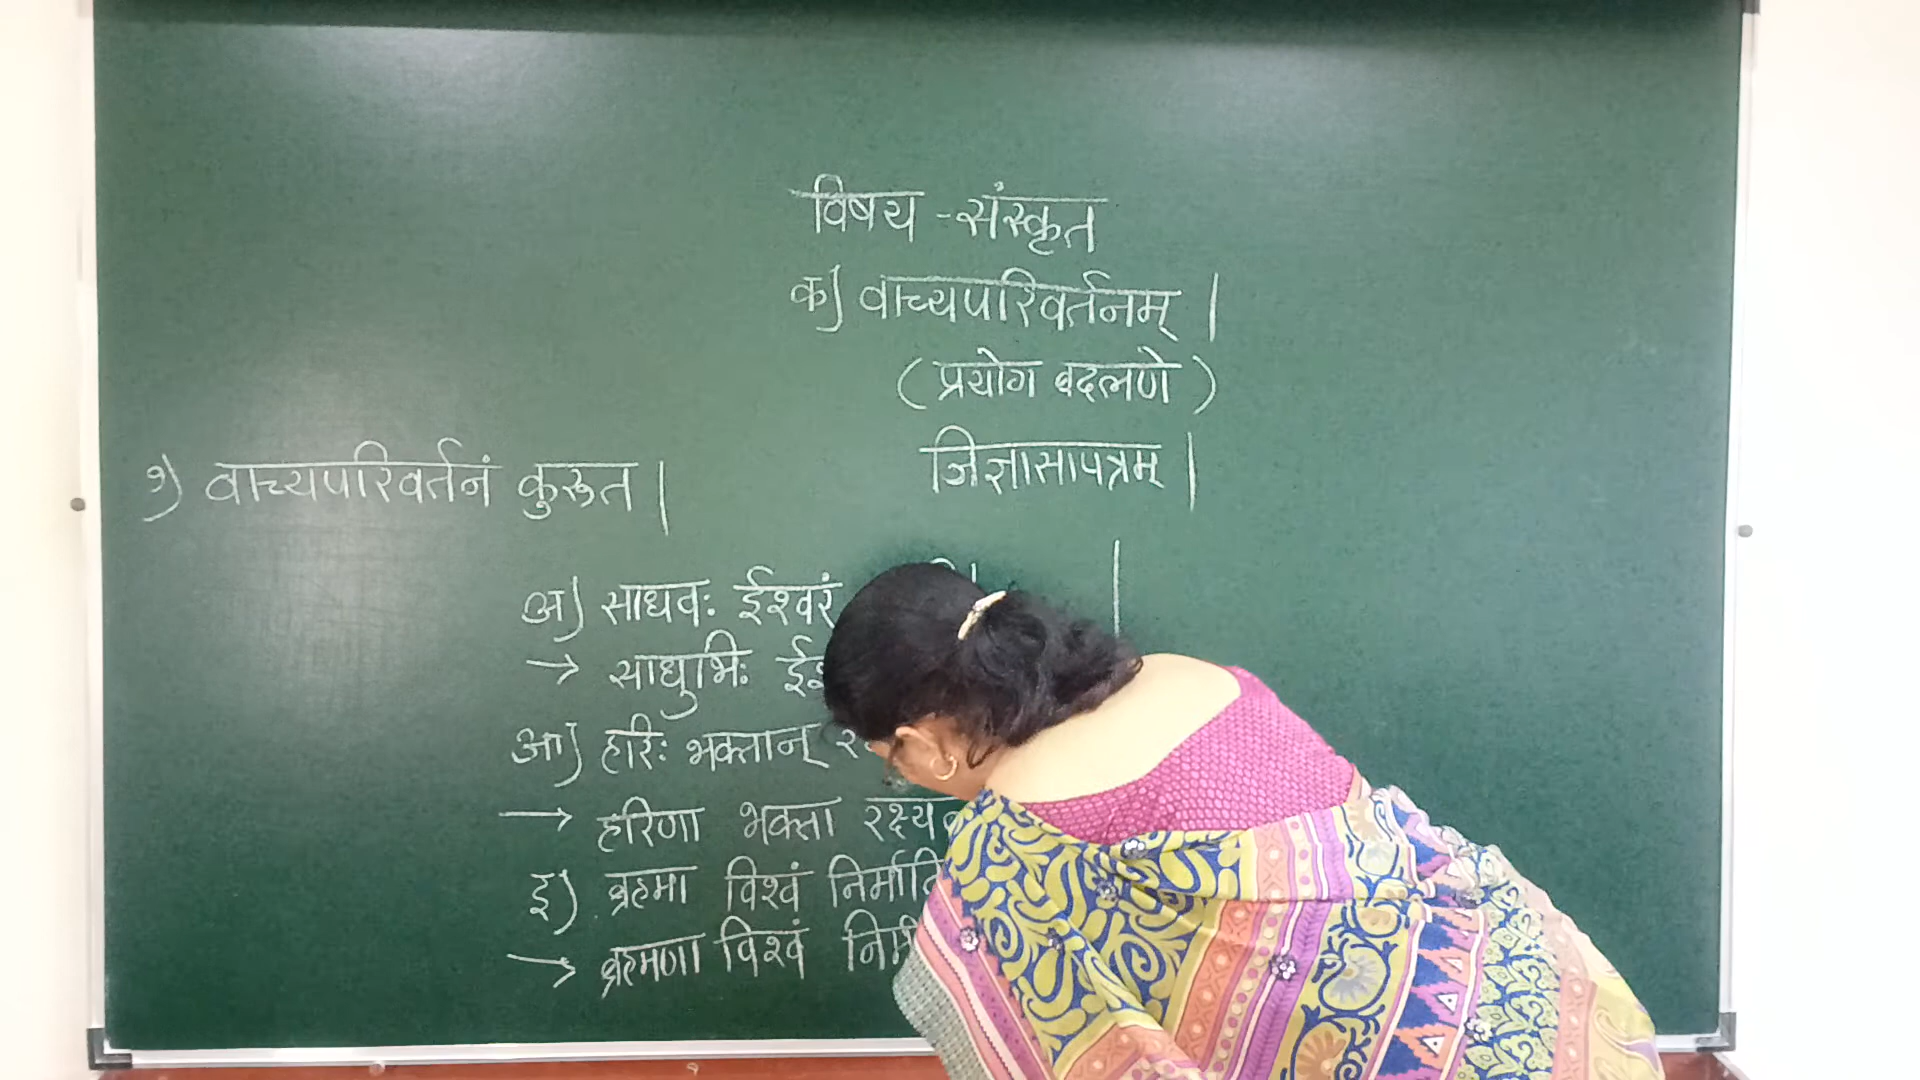 विषय - संस्कृत
क) वाच्यपरिवर्तनम् |
(प्रयोग बदलणे)
जिज्ञासापत्रम् |
१) वाच्यपरिवर्तनं कुरुत |
अ) साधवः ईश्वरं |
→ साधुभिः
आ) हरिः भक्तान्
→ हरिणा भक्ता
इ) ब्रह्मा विश्वं निर्माति
→ ब्रह्मणा विश्वं